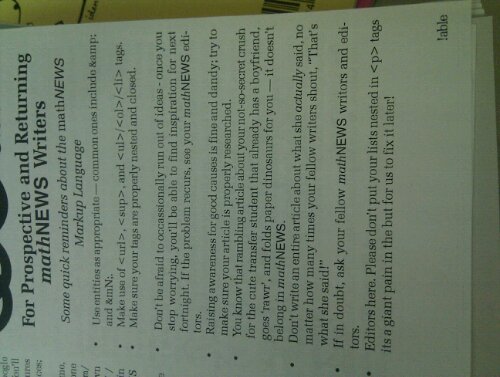 For Prospective and Returning
mathNEWS Writers
Some quick reminders about the mathNEWS
Markup Language
• Use entities as appropriate — common ones include &amp;
and &mN;.
• Make use of <url>, <sup>, and <ul>/<ol>/<li> tags.
Make sure your tags are properly nested and closed.
• Don't be afraid to occassionally run out of ideas - once you
stop worrying, you'll be able to find inspiration for next
fortnight. If the problem recurs, see your mathNEWS edi-
tors.
• Raising awareness for good causes is fine and dandy; try to
make sure your article is properly researched.
• You know that rambling article about your not-so-secret crush
for the cute transfer student that already has a boyfriend,
goes 'rawr', and folds paper dinosaurs for you — it doesn't
belong in mathNEWS.
• Don't write an entire article about what she actually said, no
matter how many times your fellow writers shout, "That's
what she said!"
• If in doubt, ask your fellow mathNEWS writers and edi-
tors.
• Editors here. Please don't put your lists nested in <p> tags
its a giant pain in the but for us to fix it later!
!able